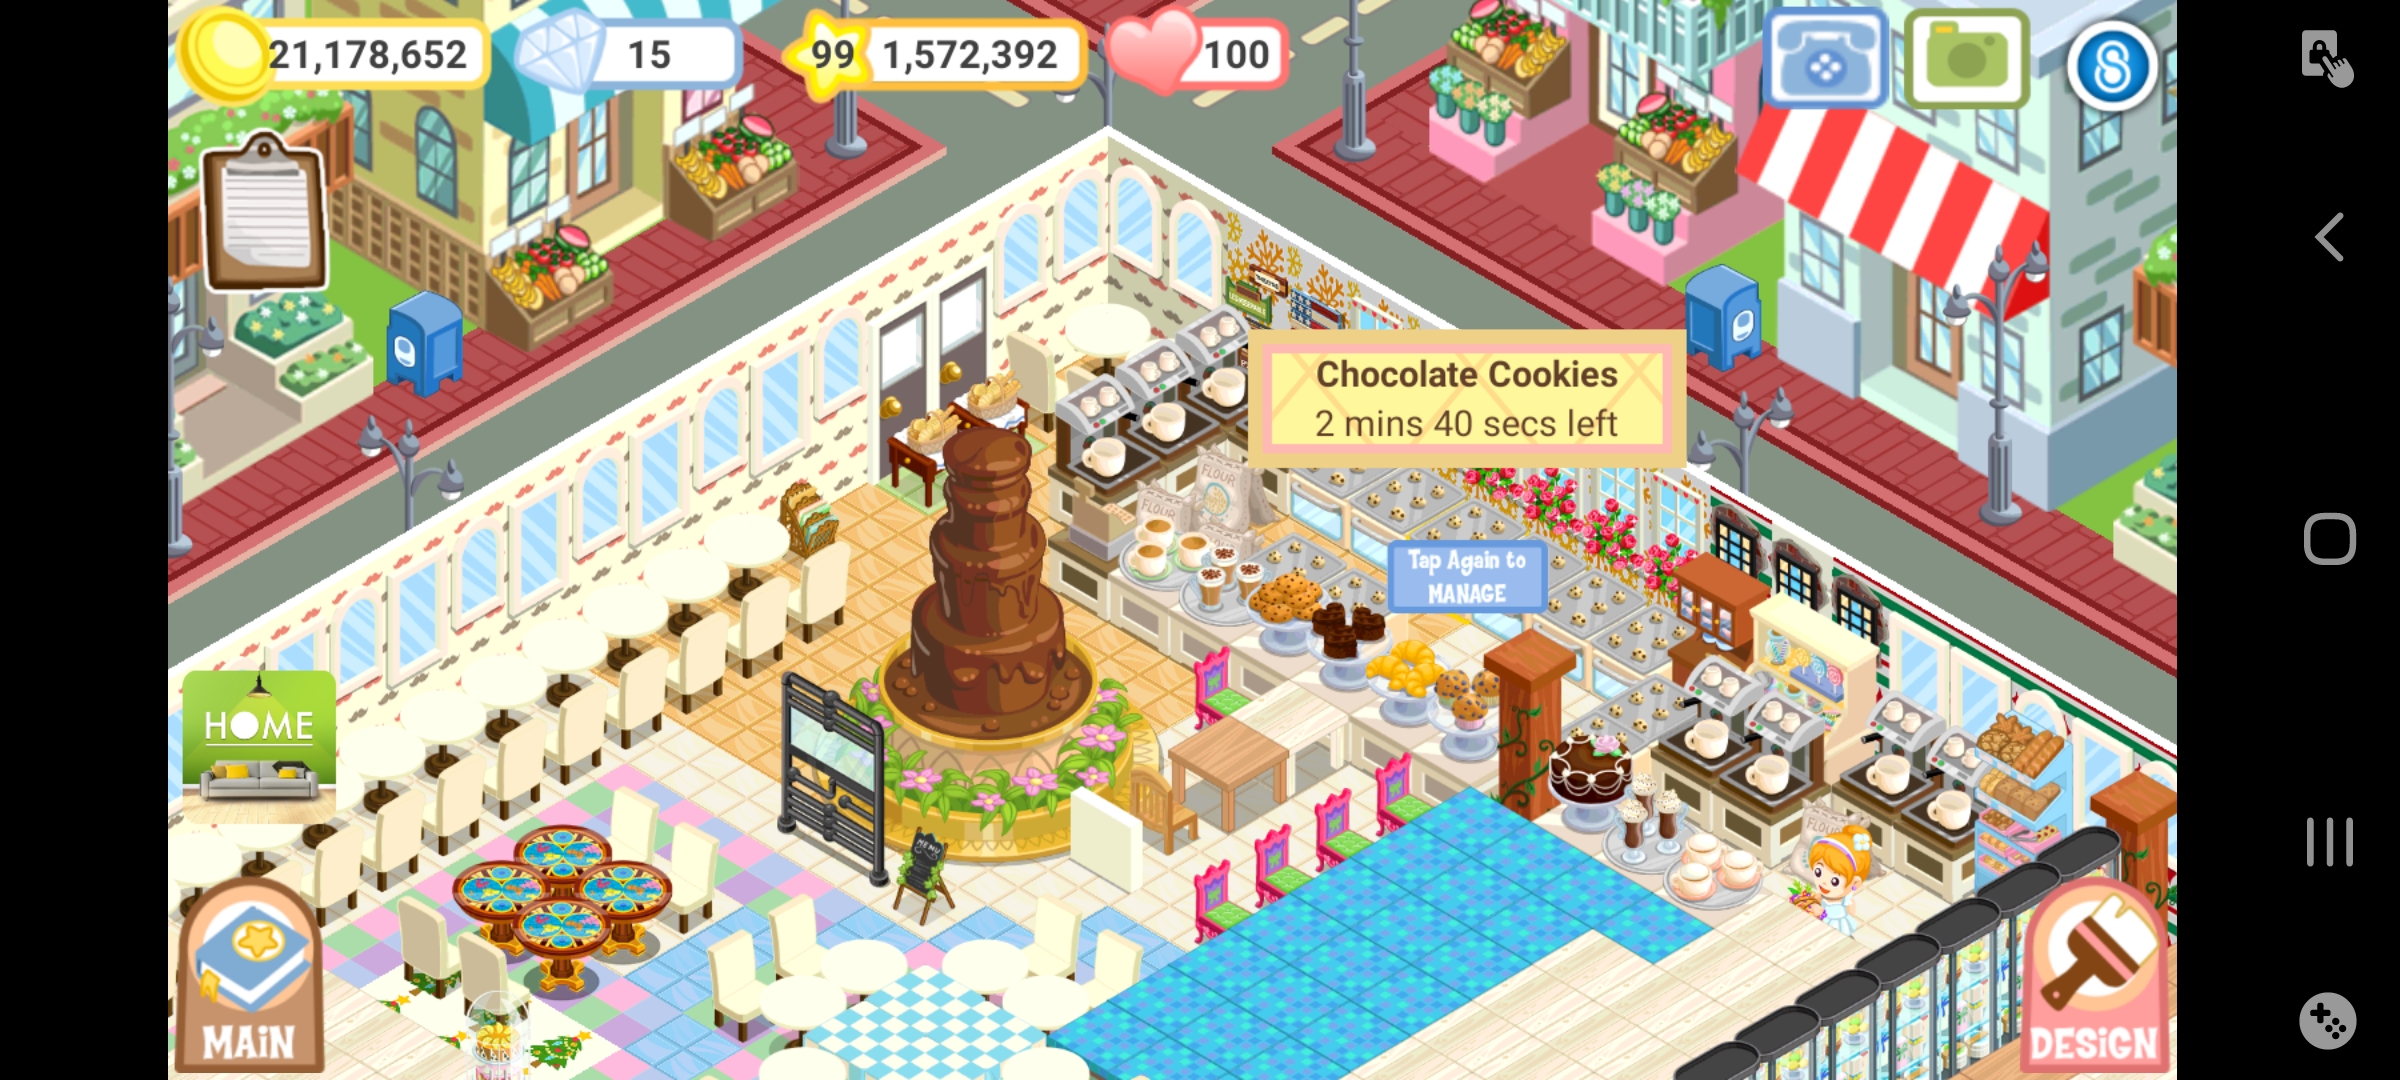 21,178,652
15
99
1,572,392
100
Chocolate Cookies
2 mins 40 secs left
FLOUR
FLOUR
Tap Again to
MANAGE
HOME
MENU
FLOUR
MAiN
DESiGN